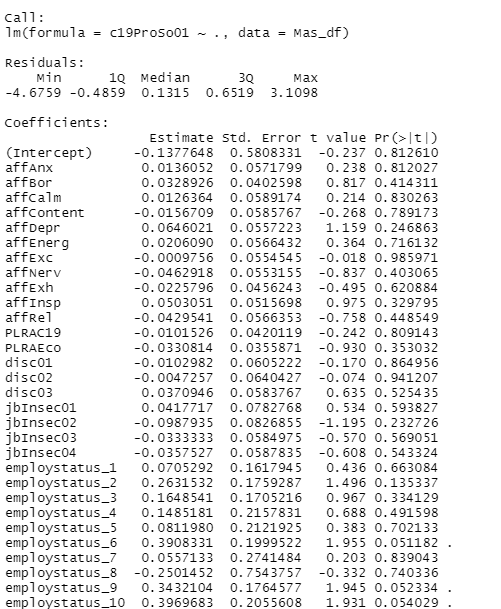 Call:
lm(formula = c19ProSo01 ~ ., data = Mas_df)
Residuals:
Min 1Q Median 3Q Max
-4.6759 -0.4859 0.1315 0.6519 3.1098
Coefficients:
Estimate Std. Error t value Pr(>|t|)
(Intercept) -0.1377648 0.5808331 -0.237 0.812610
affAnx 0.0136052 0.0571799 0.238 0.812027
affBor 0.0328926 0.0402598 0.817 0.414311
affCalm 0.0126364 0.0589174 0.214 0.830263
affContent -0.0156709 0.0585767 -0.268 0.789173
affDepr 0.0646021 0.0557223 1.159 0.246863
affEnerg 0.0206090 0.0566432 0.364 0.716132
affExc -0.0009756 0.0554545 -0.018 0.985971
affNerv -0.0462918 0.0553155 -0.837 0.403065
affExh -0.0225796 0.0456243 -0.495 0.620884
affInsp 0.0503051 0.0515698 0.975 0.329795
affRel -0.0429541 0.0566353 -0.758 0.448549
PLRAC19 -0.0101526 0.0420119 -0.242 0.809143
PLRAEco -0.0330814 0.0355871 -0.930 0.353032
disc01 -0.0102982 0.0605222 -0.170 0.864956
disc02 -0.0047257 0.0640427 -0.074 0.941207
disc03 0.0370946 0.0583767 0.635 0.525435
jbInsec01 0.0417717 0.0782768 0.534 0.593827
jbInsec02 -0.0987935 0.0826855 -1.195 0.232726
jbInsec03 -0.0333333 0.0584975 -0.570 0.569051
jbInsec04 -0.0357527 0.0587835 -0.608 0.543324
employstatus_1 0.0705292 0.1617945 0.436 0.663084
employstatus_2 0.2631532 0.1759287 1.496 0.135337
employstatus_3 0.1648541 0.1705216 0.967 0.334129
employstatus_4 0.1485181 0.2157831 0.688 0.491598
employstatus_5 0.0811980 0.2121925 0.383 0.702133
employstatus_6 0.3908331 0.1999522 1.955 0.051182 .
employstatus_7 0.0557133 0.2741484 0.203 0.839043
employstatus_8 -0.2501452 0.7543757 -0.332 0.740336
employstatus_9 0.3432104 0.1764577 1.945 0.052334 .
employstatus_10 0.3969683 0.2055608 1.931 0.054029 .